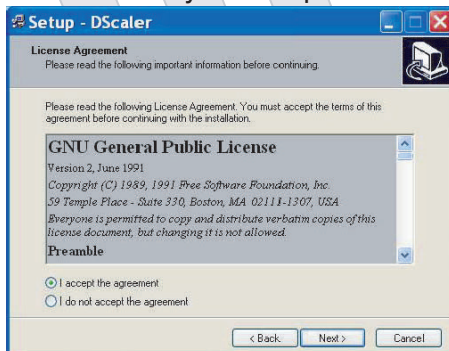 Setup - DScaler
License Agreement
Please read the following important information before continuing.
Please read the following License Agreement. You must accept the terms of this
agreement before continuing with the installation.
GNU General Public License
Version 2, June 1991
Copyright (C) 1989, 1991 Free Software Foundation, Inc.
59 Temple Place - Suite 330, Boston, MA 02111-1307, USA
Everyone is permitted to copy and distribute verbatim copies of this
license document, but changing it is not allowed.
Preamble
I accept the agreement
I do not accept the agreement
< Back
Next >
Cancel